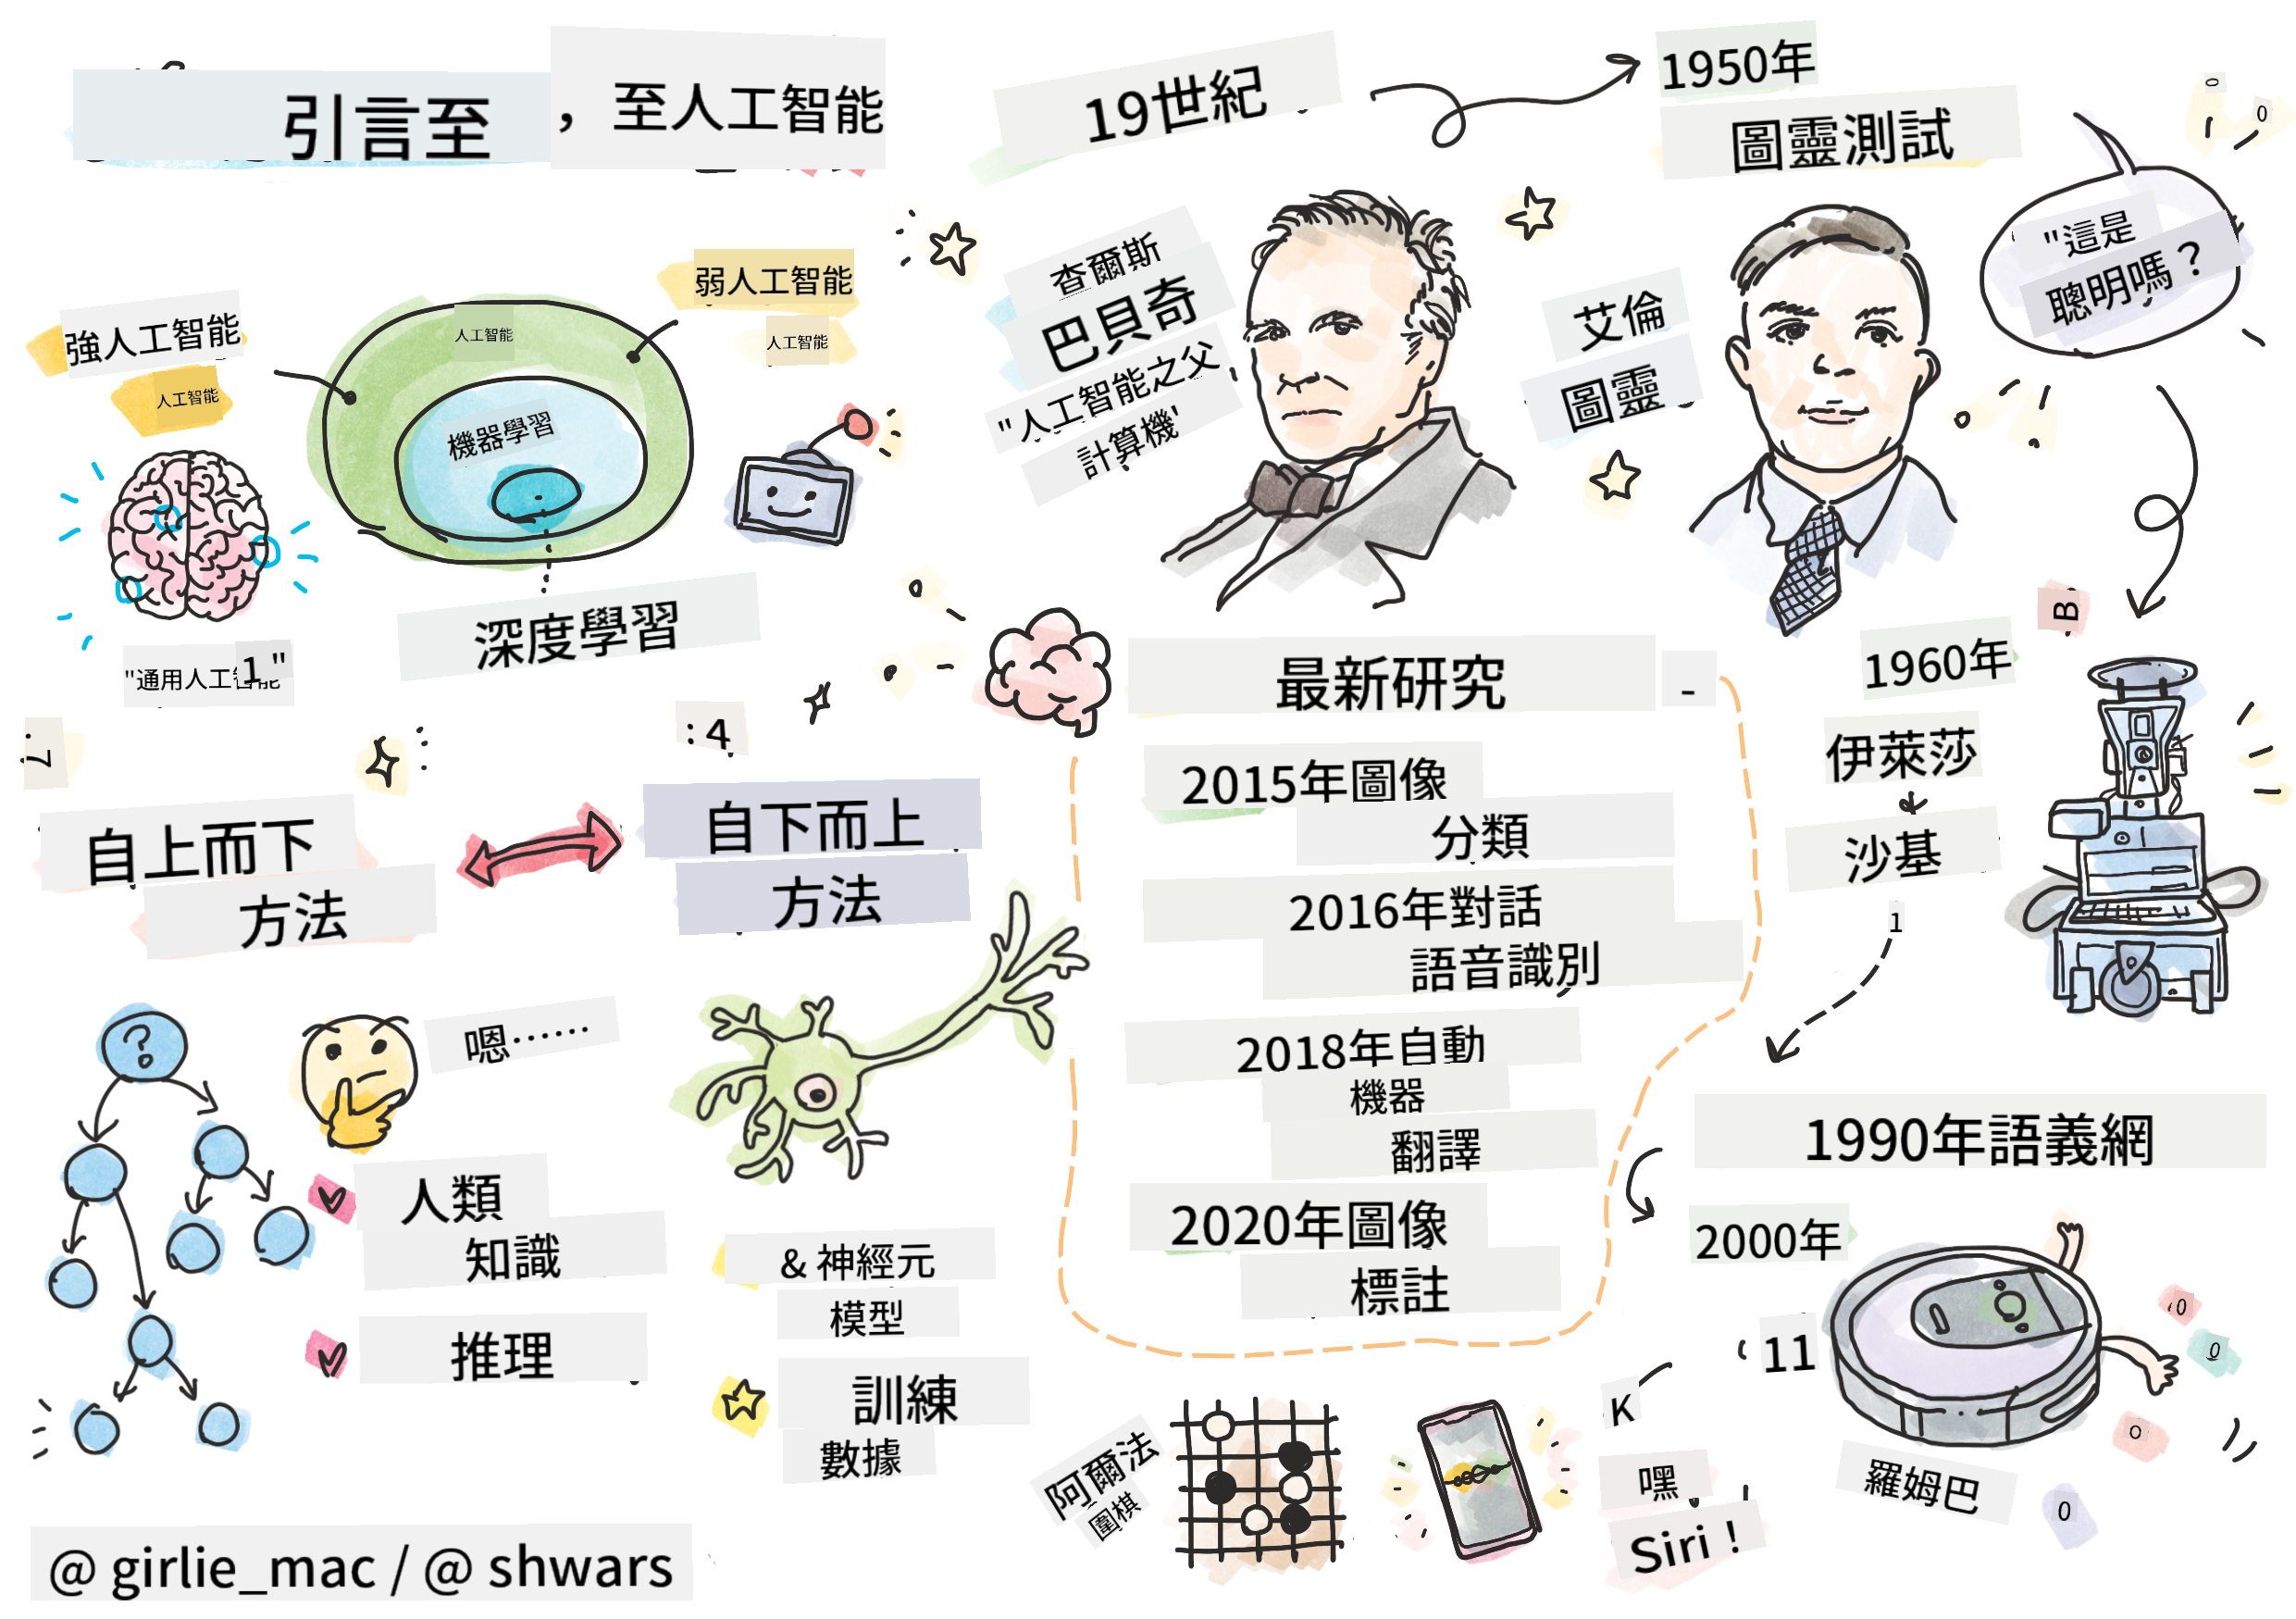 引言至
，至人工智能
強人工智能
人工智能
弱人工智能
人工智能
人工智能
機器學習
深度學習
"通用人工智能"
1 "
19世紀
查爾斯
巴貝奇
"人工智能之父
計算機'
1950年
圖靈測試
艾倫
圖靈
"這是
聰明嗎？
B
1960年
伊萊莎
沙基
1
1990年語義網
2000年
11
羅姆巴
最新研究
-
2015年圖像
分類
2016年對話
語音識別
2018年自動
機器
翻譯
2020年圖像
標註
: 4
自上而下
方法
自下而上
方法
嗯⋯⋯
人類
知識
推理
& 神經元
模型
訓練
數據
阿爾法
圍棋
K
嘿
Siri！
@ girlie_mac / @ shwars